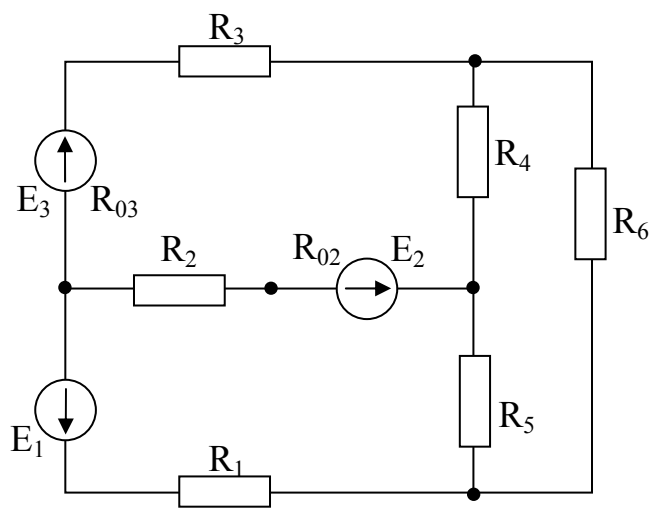 R₃
R₄
E₃ R₀₃
R₆
R₂ R₀₂ E₂
R₅
E₁
R₁